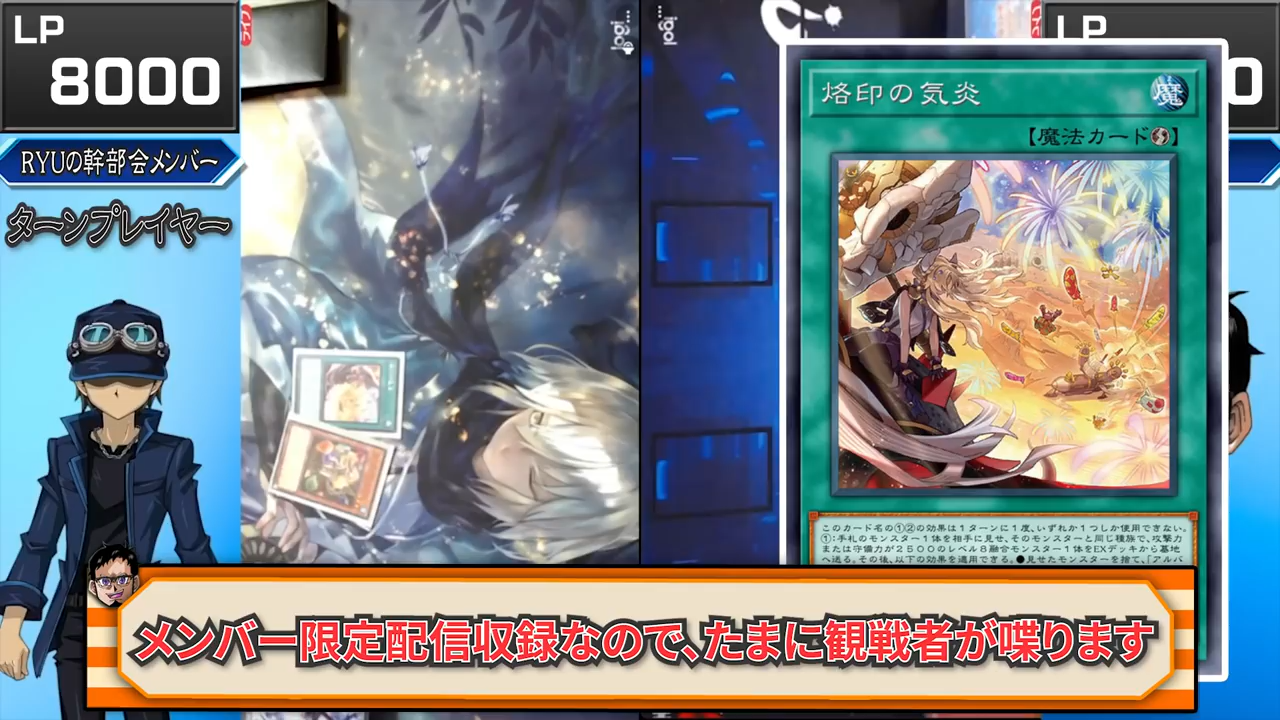 LP
8000
RYUの幹部会メンバー
ターンプレイヤー
LP
0
烙印の気炎
魔
【魔法カード】
このカード名の①②の効果は１ターンに１度、いずれか１つしか使用できない。
①：手札のモンスター１体を相手に見せ、そのモンスターと同じ種族で、攻撃力
または守備力が２５００のレベル８融合モンスター１体をEXデッキから墓地
へ送る。その後、以下の効果を適用できる。●見せたモンスターを捨て、「アルバ
メンバー限定配信収録なので、たまに観戦者が喋ります